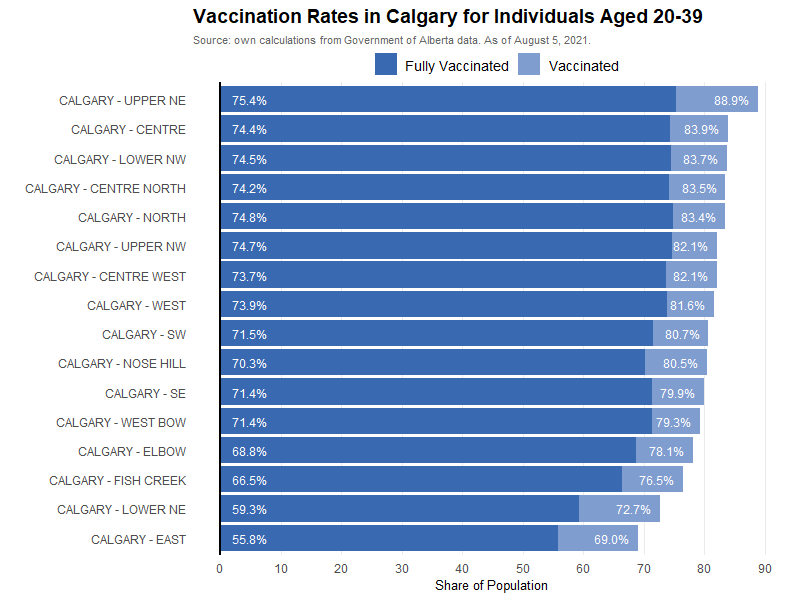 Vaccination Rates in Calgary for Individuals Aged 20-39
Source: own calculations from Government of Alberta data. As of August 5, 2021.
Fully Vaccinated Vaccinated
CALGARY - UPPER NE 75.4% 88.9%
CALGARY - CENTRE 74.4% 83.9%
CALGARY - LOWER NW 74.5% 83.7%
CALGARY - CENTRE NORTH 74.2% 83.5%
CALGARY - NORTH 74.8% 83.4%
CALGARY - UPPER NW 74.7% 82.1%
CALGARY - CENTRE WEST 73.7% 82.1%
CALGARY - WEST 73.9% 81.6%
CALGARY - SW 71.5% 80.7%
CALGARY - NOSE HILL 70.3% 80.5%
CALGARY - SE 71.4% 79.9%
CALGARY - WEST BOW 71.4% 79.3%
CALGARY - ELBOW 68.8% 78.1%
CALGARY - FISH CREEK 66.5% 76.5%
CALGARY - LOWER NE 59.3% 72.7%
CALGARY - EAST 55.8% 69.0%
0 10 20 30 40 50 60 70 80 90
Share of Population